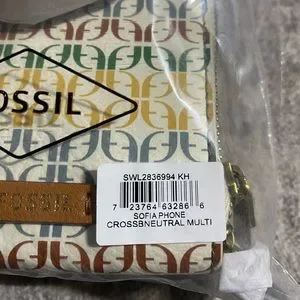 FOSSIL
FOSSIL
SWL2836994 KH
7 23764 63286 6
SOFIA PHONE
CROSSBNEUTRAL MULTI